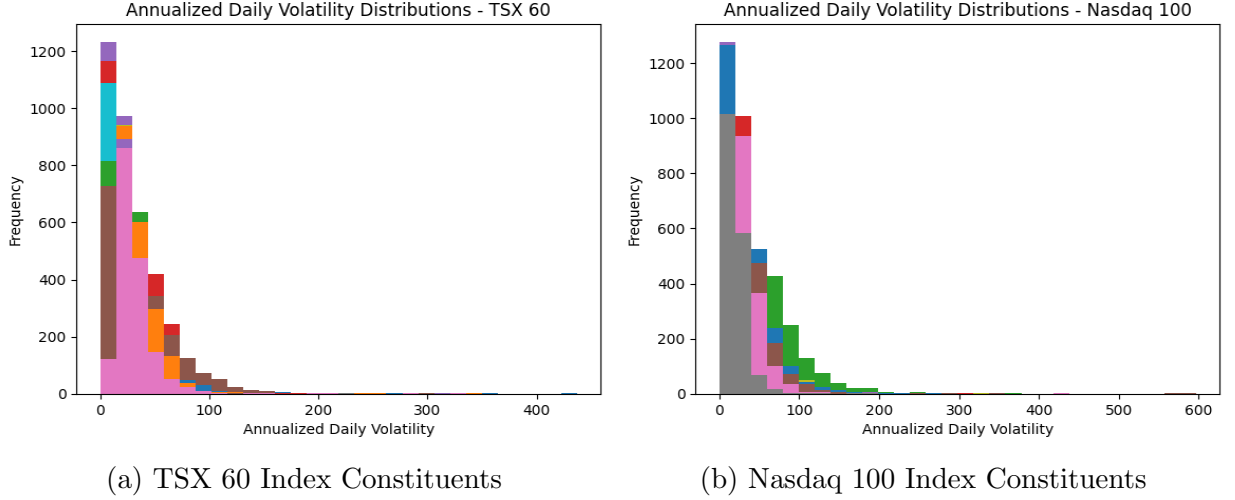 Annualized Daily Volatility Distributions - TSX 60
1200
1000
800
600
400
200
0
Frequency
0 100 200 300 400
Annualized Daily Volatility
(a) TSX 60 Index Constituents
Annualized Daily Volatility Distributions - Nasdaq 100
1200
1000
800
600
400
200
0
Frequency
0 100 200 300 400 500 600
Annualized Daily Volatility
(b) Nasdaq 100 Index Constituents